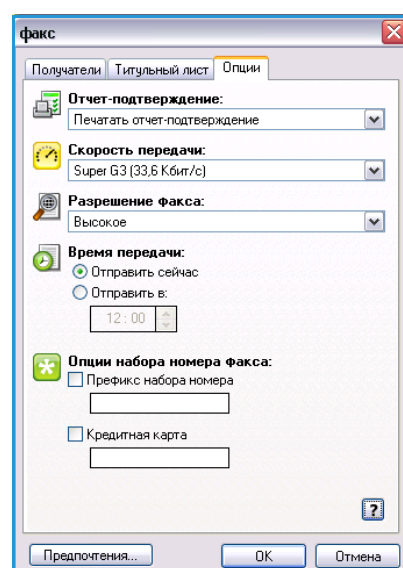 факс
Получатели Титульный лист Опции
Отчет-подтверждение:
Печатать отчет-подтверждение
Скорость передачи:
Super G3 (33,6 Кбит/с)
Разрешение факса:
Высокое
Время передачи:
Отправить сейчас
Отправить в:
12:00
Опции набора номера факса:
Префикс набора номера
Кредитная карта
?
Предпочтения... OK Отмена